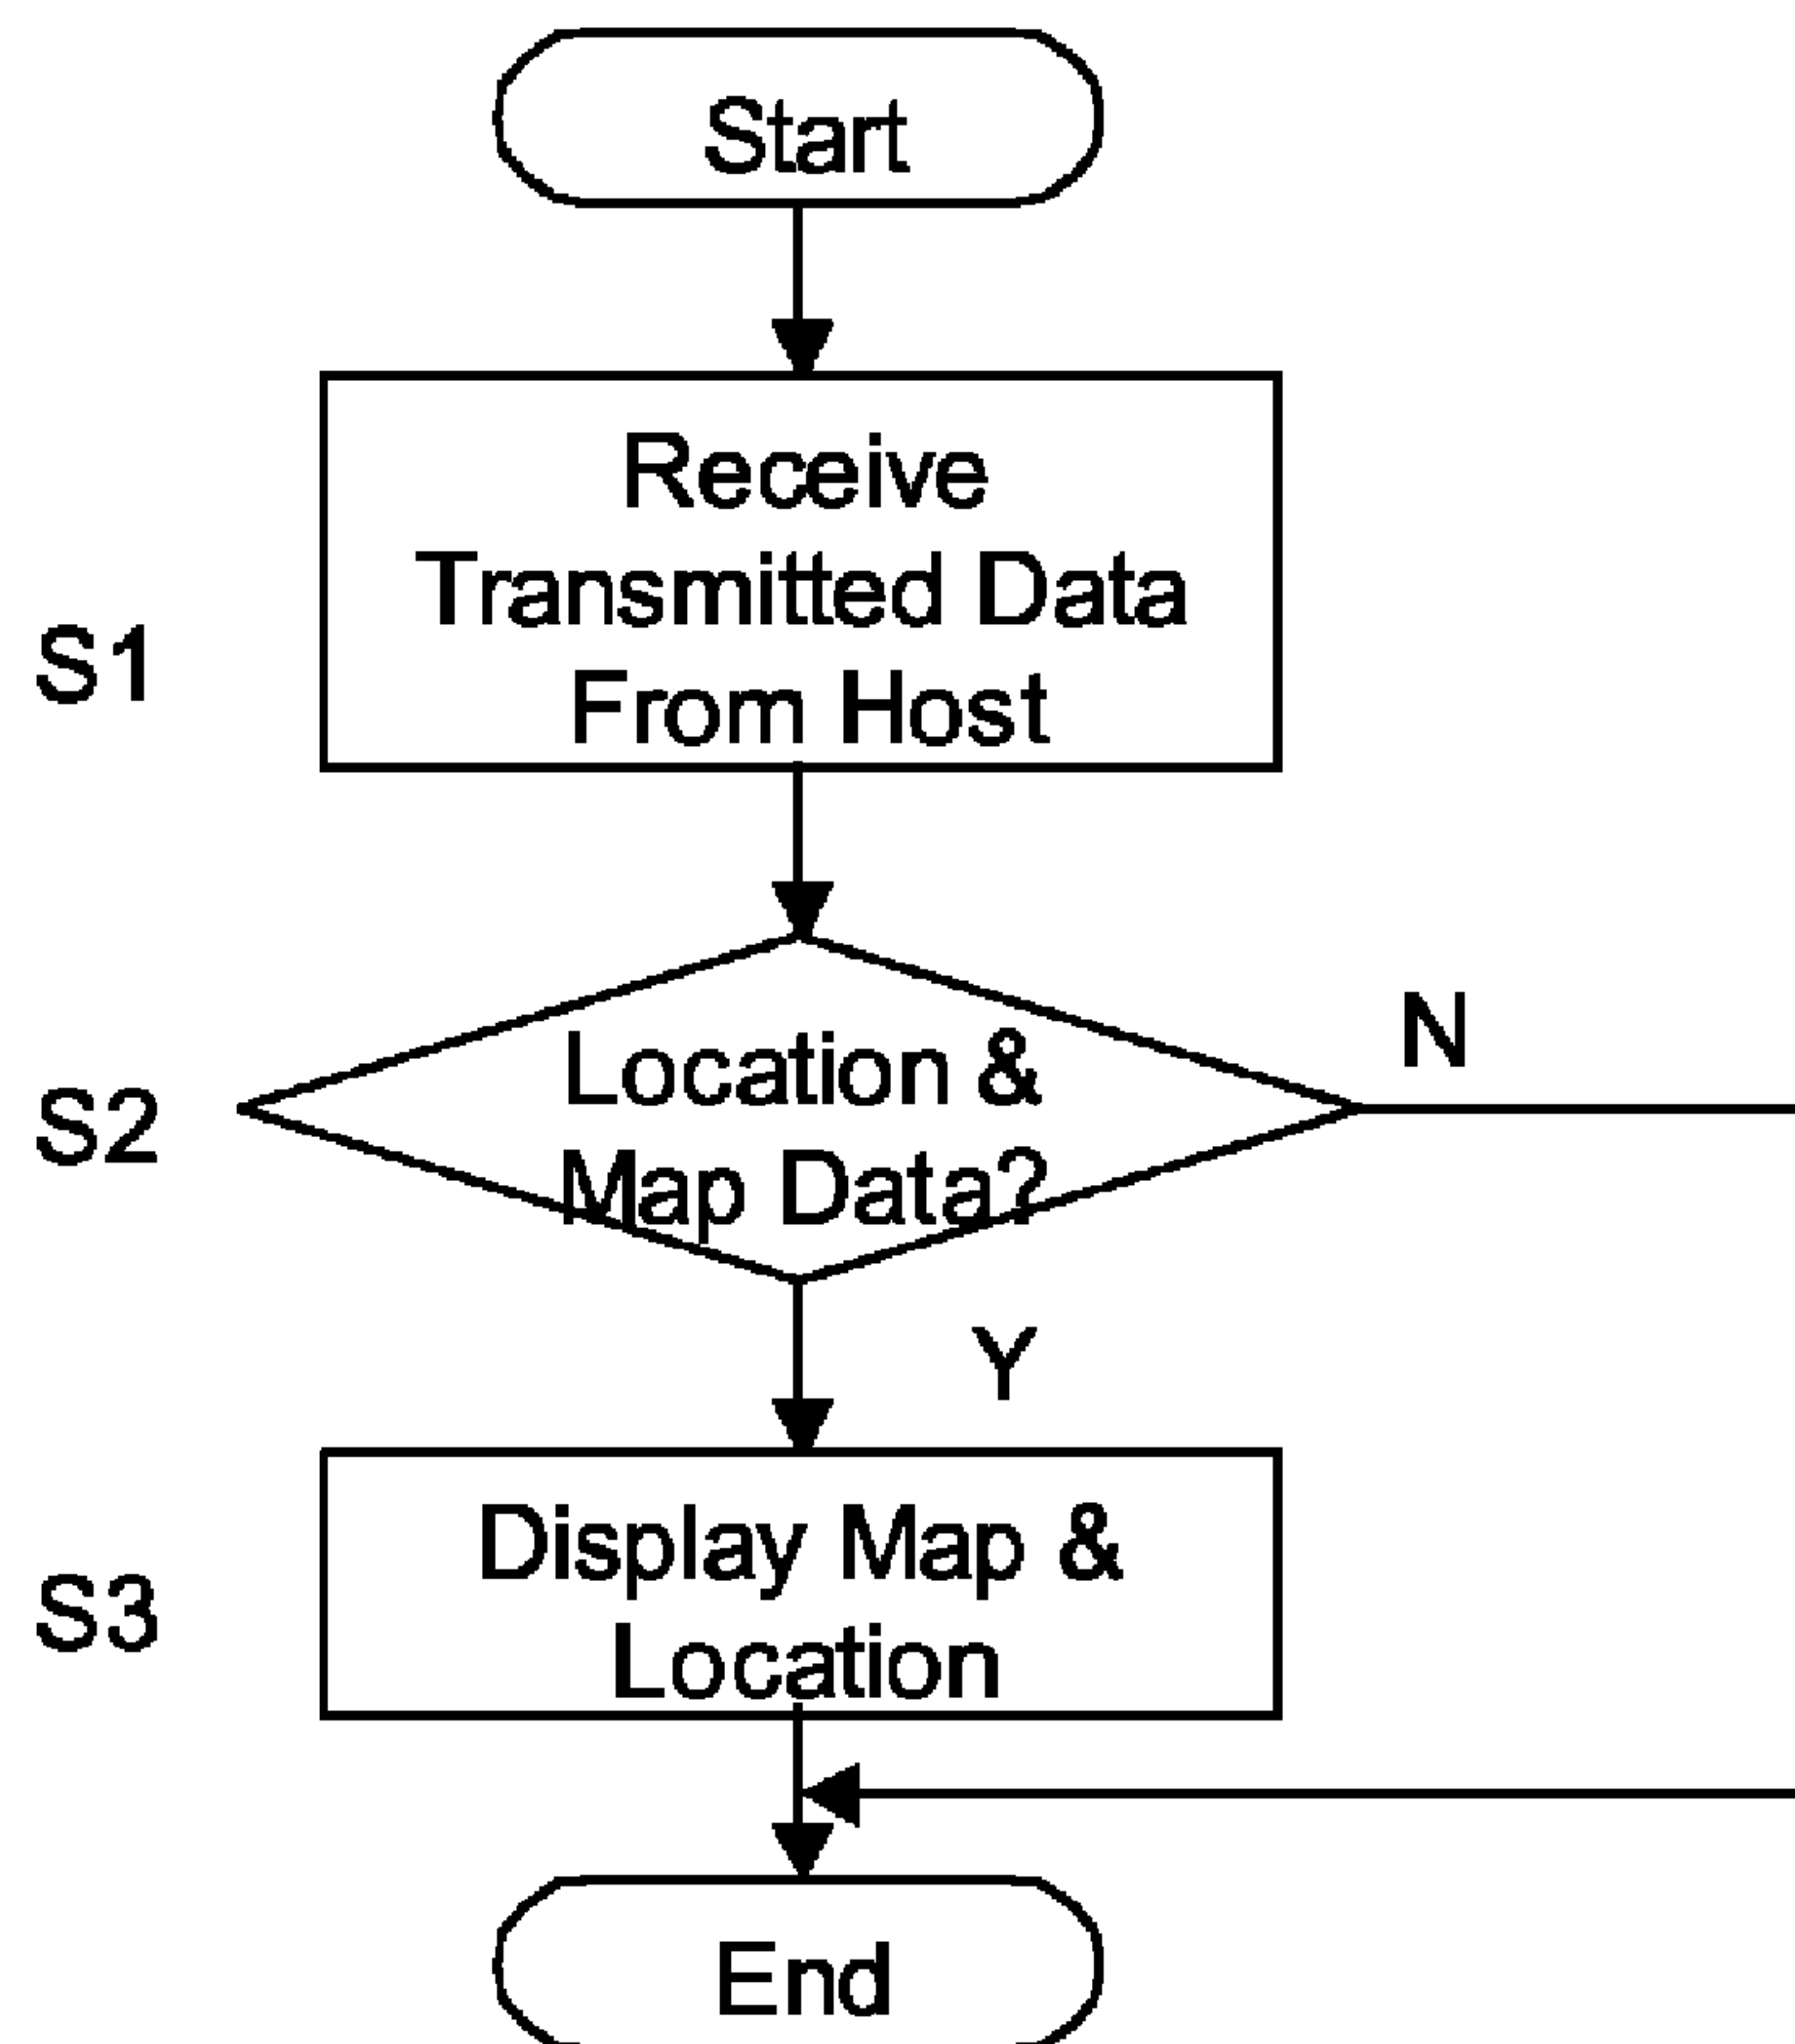 Start
Receive
Transmitted Data
From Host
S1
Location &
Map Data?
N
S2
Y
Display Map &
Location
S3
End